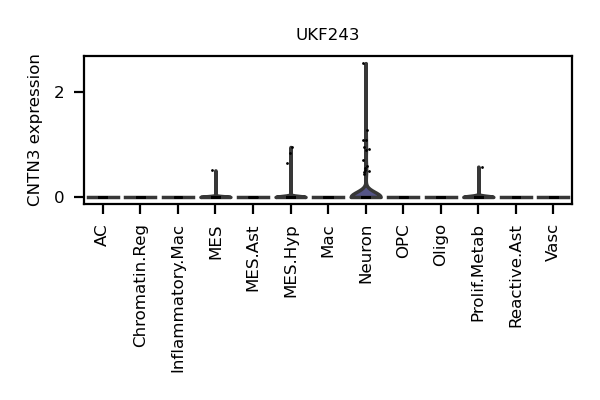 UKF243
CNTN3 expression
2
0
AC
Chromatin.Reg
Inflammatory.Mac
MES
MES.Ast
MES.Hyp
Mac
Neuron
OPC
Oligo
Prolif.Metab
Reactive.Ast
Vasc